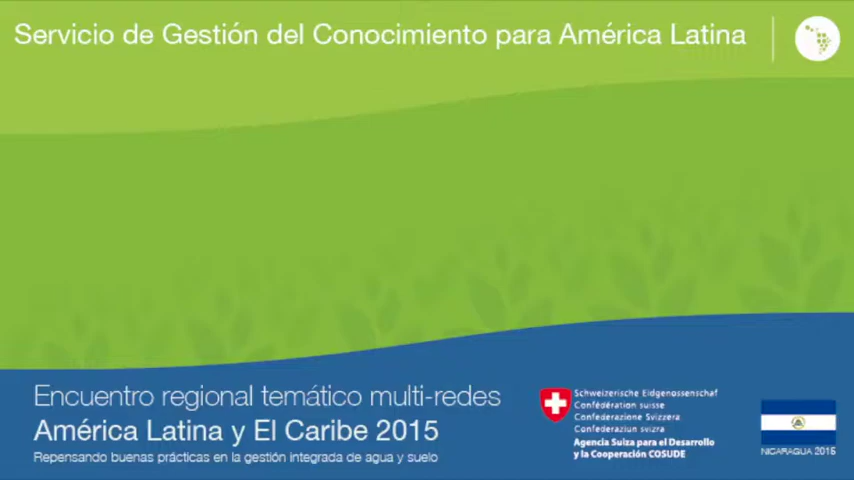 Servicio de Gestión del Conocimiento para América Latina
Encuentro regional temático multi-redes
América Latina y El Caribe 2015
Repensando buenas prácticas en la gestión integrada de agua y suelo
Schweizerische Eidgenossenschaft
Confédération suisse
Confederazione Svizzera
Confederaziun svizra
Agencia Suiza para el Desarrollo
y la Cooperación COSUDE
NICARAGUA 2015